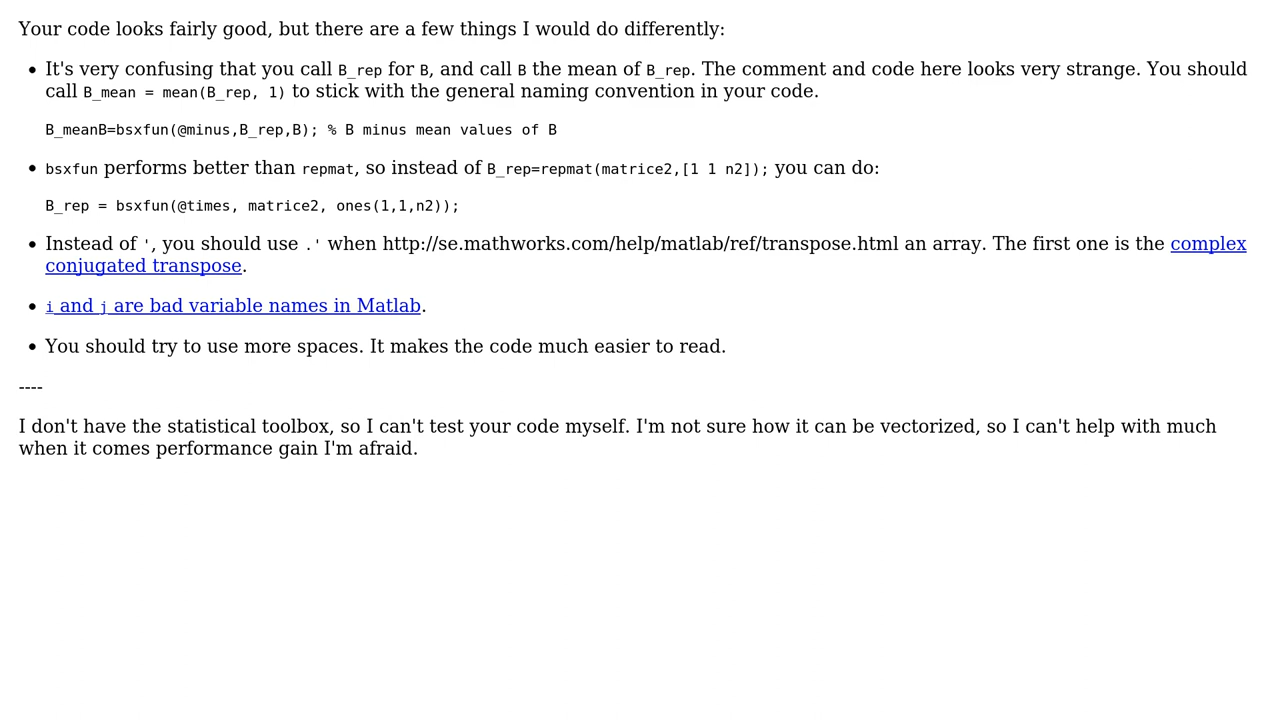 Your code looks fairly good, but there are a few things I would do differently:
• It's very confusing that you call B_rep for B, and call B the mean of B_rep. The comment and code here looks very strange. You should
call B_mean = mean(B_rep, 1) to stick with the general naming convention in your code.
B_meanB=bsxfun(@minus,B_rep,B); % B minus mean values of B
• bsxfun performs better than repmat, so instead of B_rep=repmat(matrice2,[1 1 n2]); you can do:
B_rep = bsxfun(@times, matrice2, ones(1,1,n2));
• Instead of ', you should use .' when http://se.mathworks.com/help/matlab/ref/transpose.html an array. The first one is the complex
conjugated transpose.
• i and j are bad variable names in Matlab.
• You should try to use more spaces. It makes the code much easier to read.
----
I don't have the statistical toolbox, so I can't test your code myself. I'm not sure how it can be vectorized, so I can't help with much
when it comes performance gain I'm afraid.